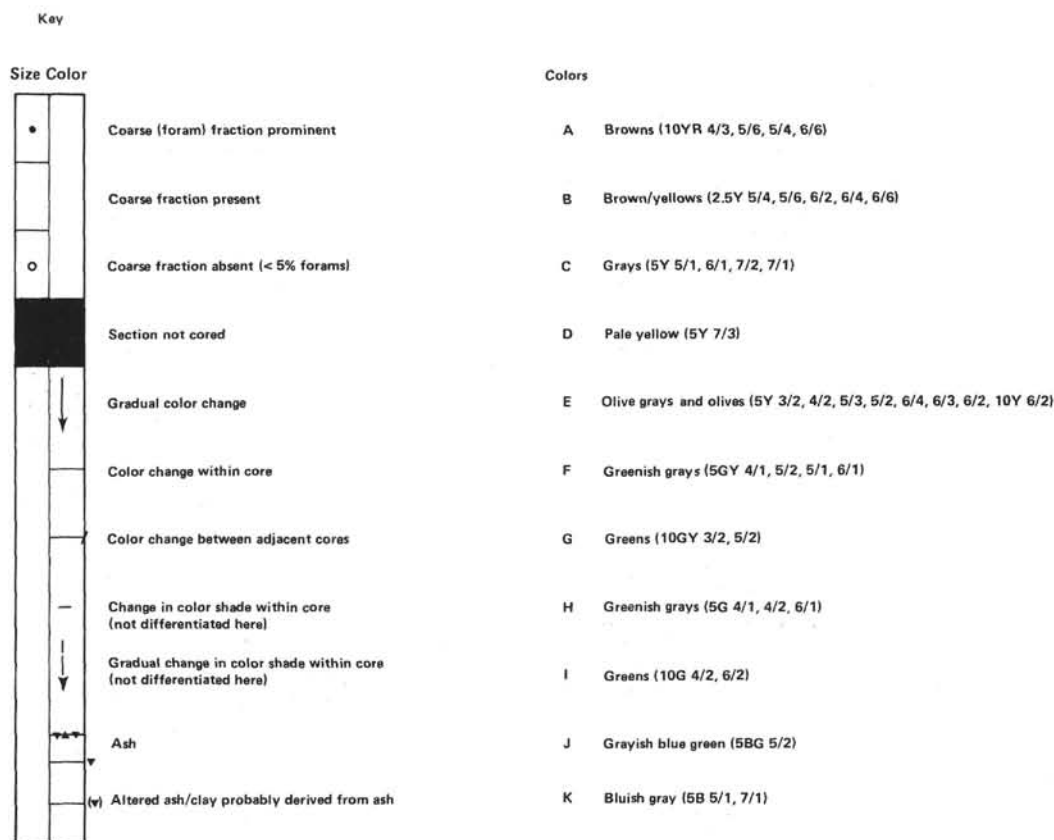 Key
Size Color
Coarse (foram) fraction prominent
Coarse fraction present
Coarse fraction absent (< 5% forams)
Section not cored
Gradual color change
Color change within core
Color change between adjacent cores
Change in color shade within core
(not differentiated here)
Gradual change in color shade within core
(not differentiated here)
Ash
Altered ash/clay probably derived from ash
Colors
A Browns (10YR 4/3, 5/6, 5/4, 6/6)
B Brown/yellows (2.5Y 5/4, 5/6, 6/2, 6/4, 6/6)
C Grays (5Y 5/1, 6/1, 7/2, 7/1)
D Pale yellow (5Y 7/3)
E Olive grays and olives (5Y 3/2, 4/2, 5/3, 5/2, 6/4, 6/3, 6/2, 10Y 6/2)
F Greenish grays (5GY 4/1, 5/2, 5/1, 6/1)
G Greens (10GY 3/2, 5/2)
H Greenish grays (5G 4/1, 4/2, 6/1)
I Greens (10G 4/2, 6/2)
J Grayish blue green (5BG 5/2)
K Bluish gray (5B 5/1, 7/1)